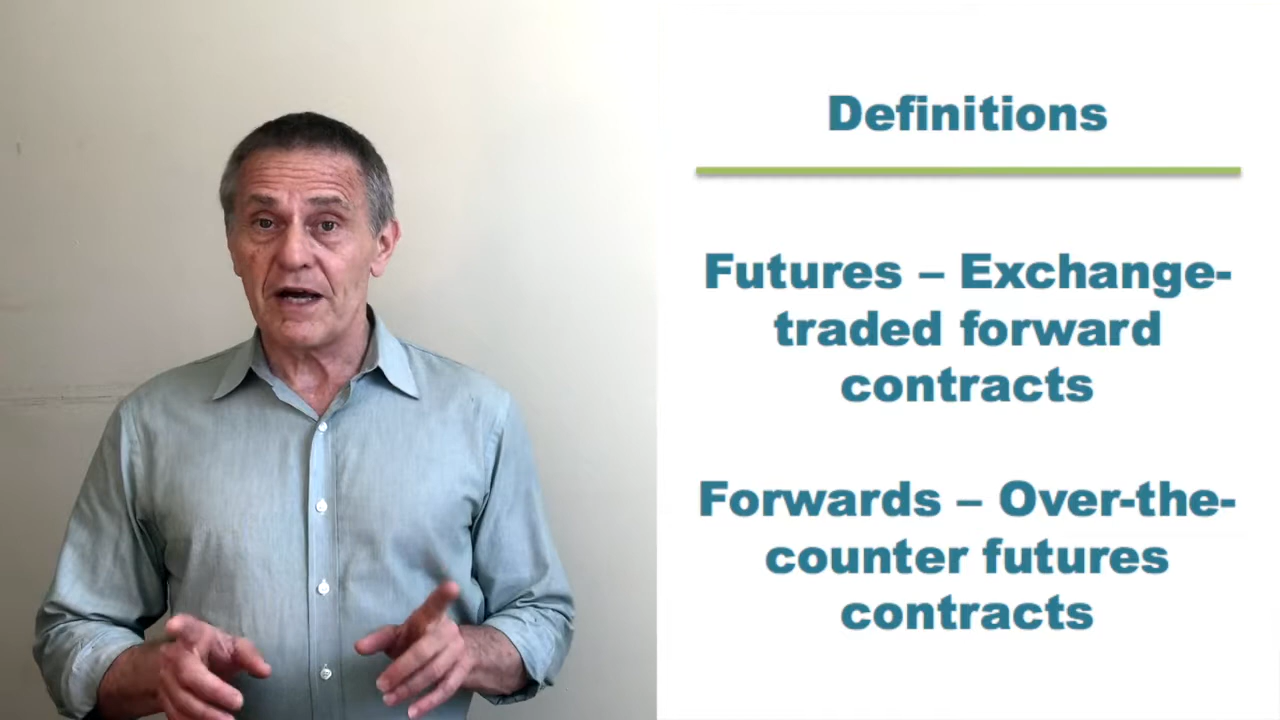 Definitions
Futures – Exchange-
traded forward
contracts
Forwards – Over-the-
counter futures
contracts